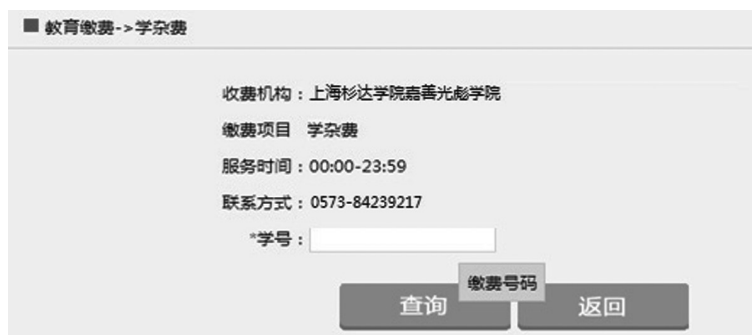 教育缴费->学杂费
收费机构：上海杉达学院嘉善光彪学院
缴费项目 学杂费
服务时间：00:00-23:59
联系方式：0573-84239217
*学号：
缴费号码
查询 返回